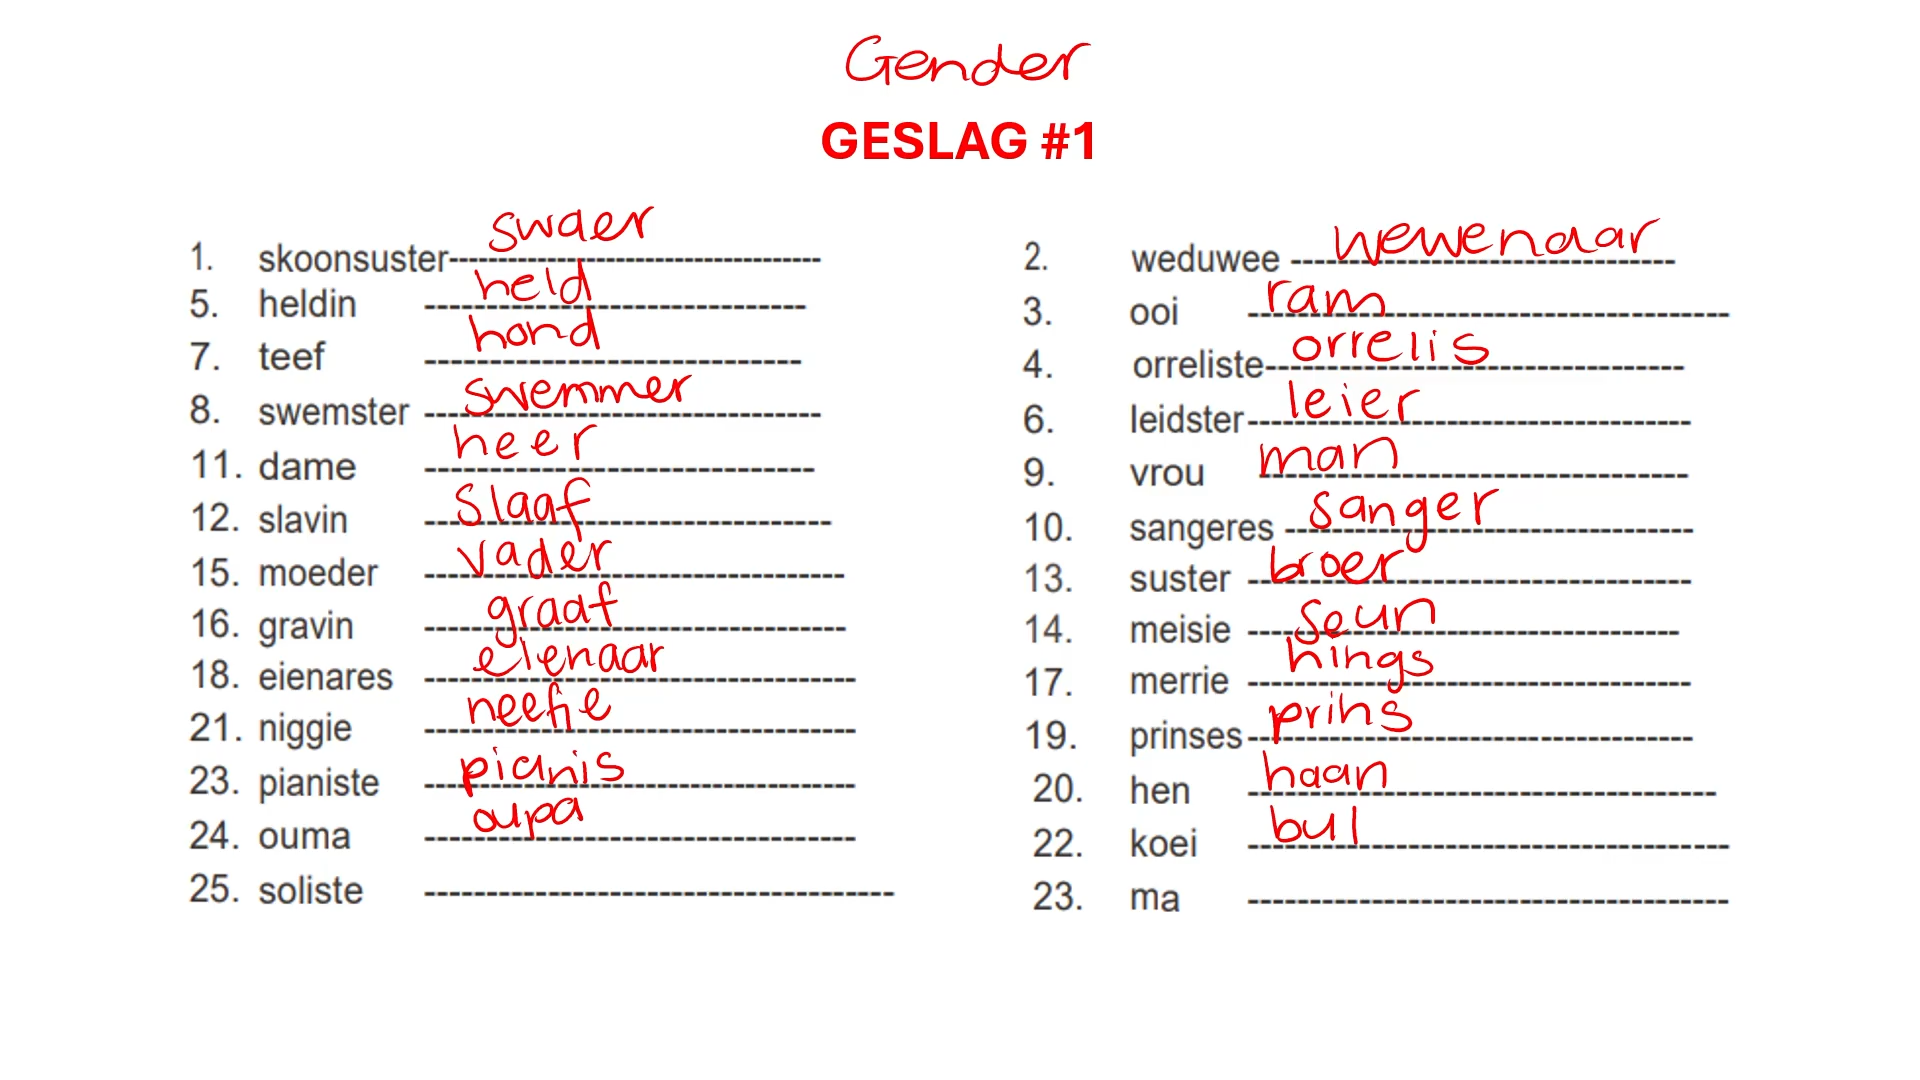 Gender
GESLAG #1
1. skoonsuster swaer
5. heldin held
7. teef hond
8. swemster swemmer
11. dame heer
12. slavin slaaf
15. moeder vader
16. gravin graaf
18. eienares eienaar
21. niggie neefie
23. pianiste pianis
24. ouma oupa
25. soliste
2. weduwee wewenaar
3. ooi ram
4. orreliste orrelis
6. leidster leier
9. vrou man
10. sangeres sanger
13. suster broer
14. meisie seun
17. merrie hings
19. prinses prins
20. hen haan
22. koei bul
23. ma